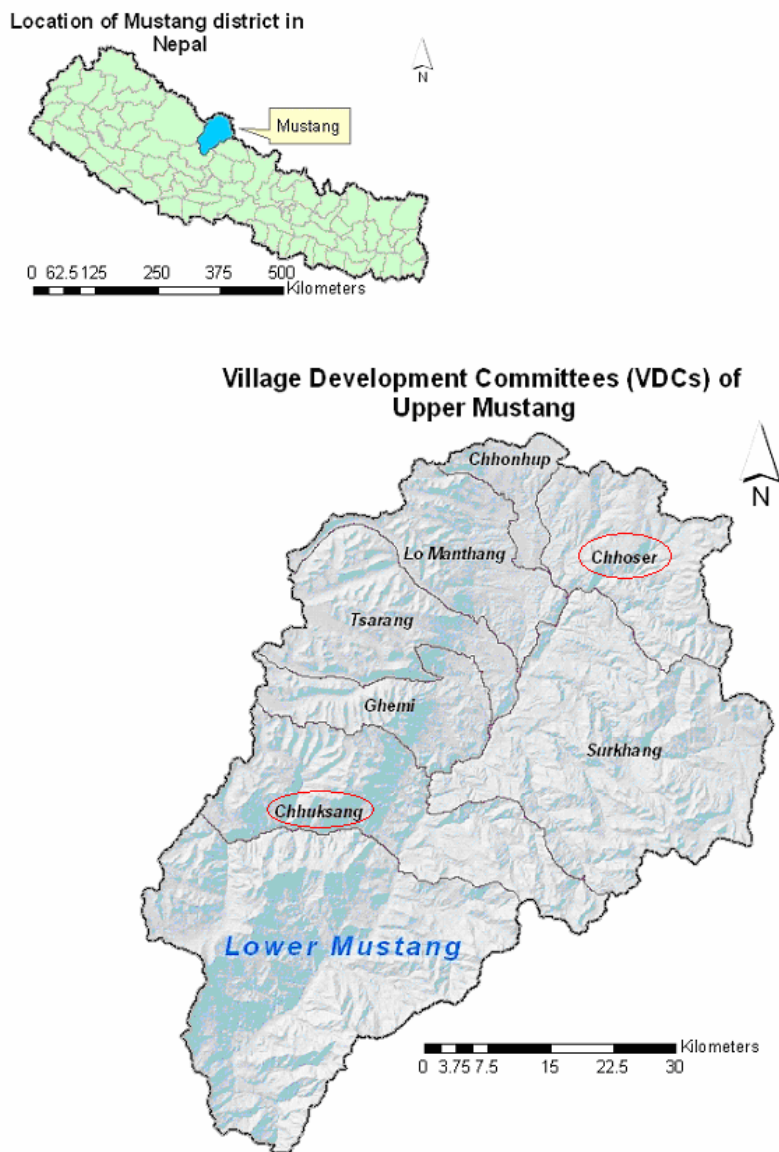 Location of Mustang district in
Nepal
N
Mustang
0 62.5 125 250 375 500
Kilometers
Village Development Committees (VDCs) of
Upper Mustang
N
Chhonhup
Lo Manthang
Chhoser
Tsarang
Ghemi
Surkhang
Chhuksang
Lower Mustang
Kilometers
0 3.75 7.5 15 22.5 30